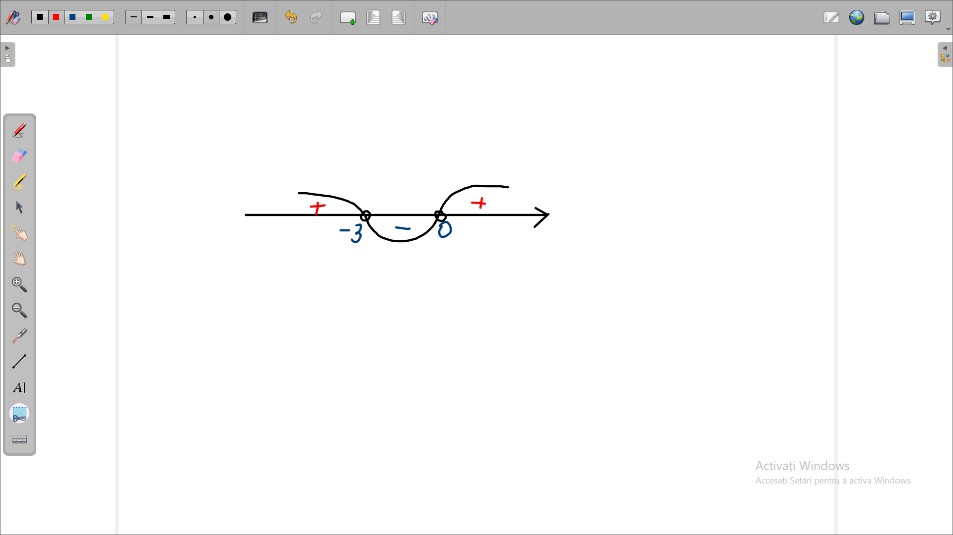 + +
-3 - 0
A
Activați Windows
Accesați Setări pentru a activa Windows.